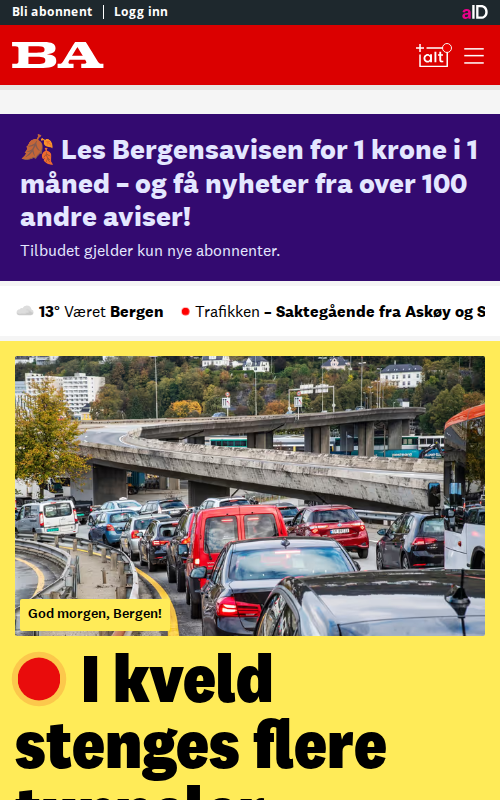 Bli abonnent | Logg inn
aID
BA
+alt
🍂 Les Bergensavisen for 1 krone i 1
måned – og få nyheter fra over 100
andre aviser!
Tilbudet gjelder kun nye abonnenter.
13° Været Bergen Trafikken – Saktegående fra Askøy og S
God morgen, Bergen!
I kveld
stenges flere
tunneler